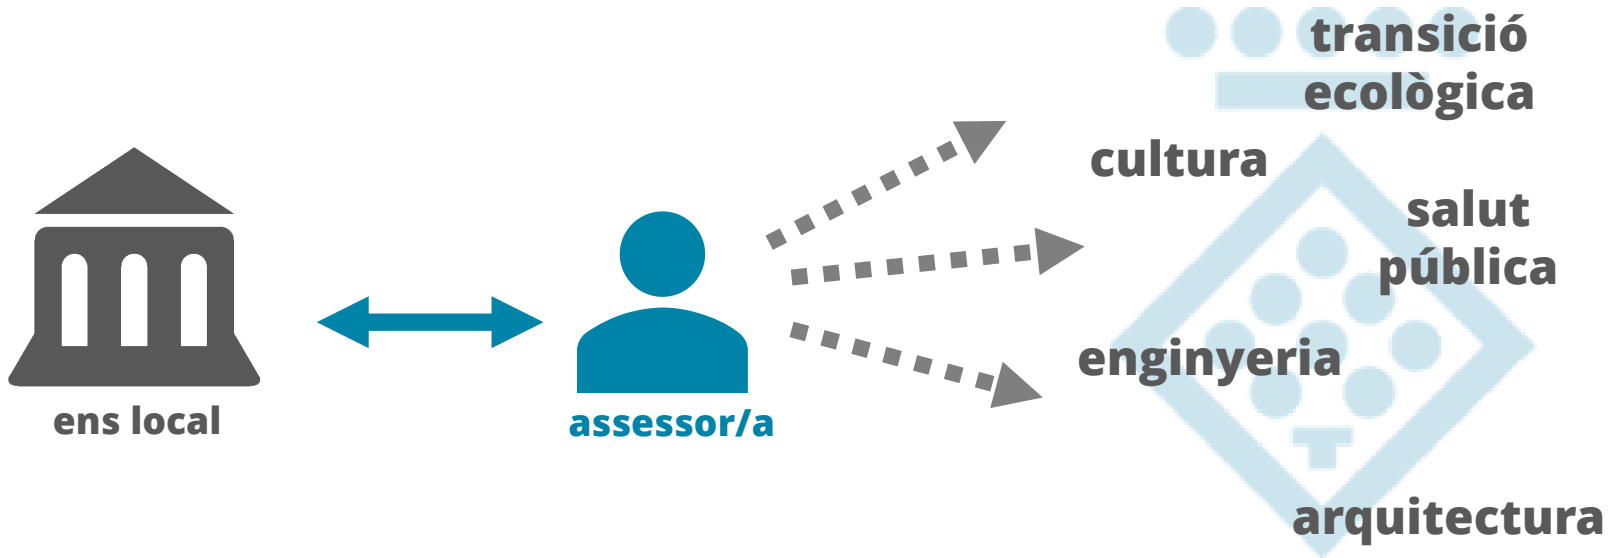 ens local
assessor/a
transició
ecològica
cultura
salut
pública
enginyeria
arquitectura